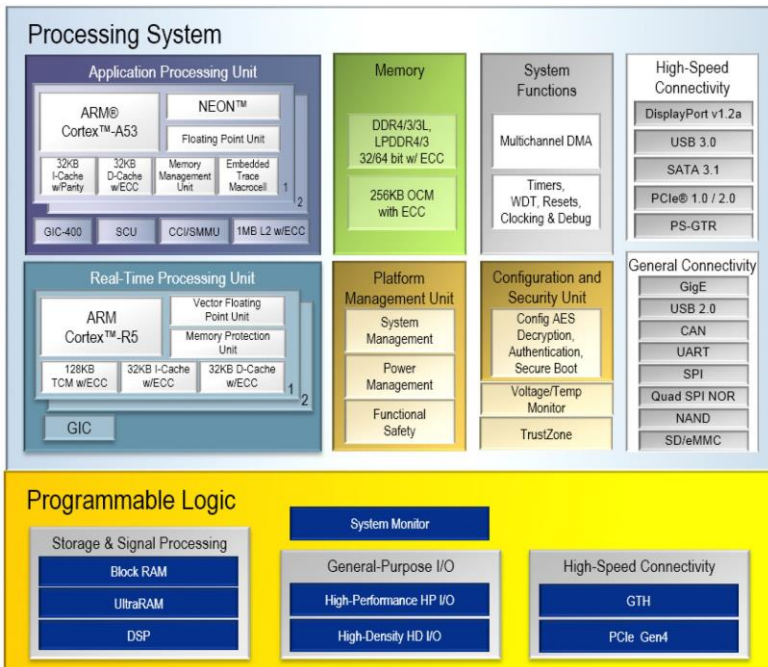 Processing System
Application Processing Unit
ARM®
Cortex™-A53
NEON™
Floating Point Unit
32KB
I-Cache
w/Parity
32KB
D-Cache
w/ECC
Memory
Management
Unit
Embedded
Trace
Macrocell
1
2
GIC-400
SCU
CCI/SMMU
1MB L2 w/ECC
Memory
DDR4/3/3L,
LPDDR4/3
32/64 bit w/ ECC
256KB OCM
with ECC
System
Functions
Multichannel DMA
Timers,
WDT, Resets,
Clocking & Debug
High-Speed
Connectivity
DisplayPort v1.2a
USB 3.0
SATA 3.1
PCIe® 1.0 / 2.0
PS-GTR
Real-Time Processing Unit
ARM
Cortex™-R5
Vector Floating
Point Unit
Memory Protection
Unit
128KB
TCM w/ECC
32KB I-Cache
w/ECC
32KB D-Cache
w/ECC
1
2
GIC
Platform
Management Unit
System
Management
Power
Management
Functional
Safety
Configuration and
Security Unit
Config AES
Decryption,
Authentication,
Secure Boot
Voltage/Temp
Monitor
TrustZone
General Connectivity
GigE
USB 2.0
CAN
UART
SPI
Quad SPI NOR
NAND
SD/eMMC
Programmable Logic
System Monitor
Storage & Signal Processing
Block RAM
UltraRAM
DSP
General-Purpose I/O
High-Performance HP I/O
High-Density HD I/O
High-Speed Connectivity
GTH
PCIe Gen4